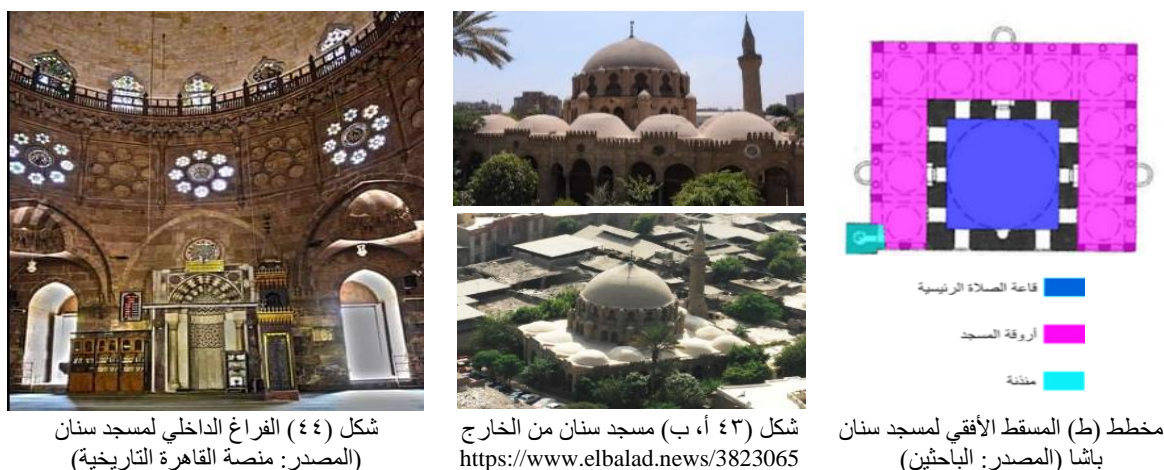 قاعة الصلاة الرئيسية
أروقة المسجد
مئذنة
مخطط (ط) المسقط الأفقي لمسجد سنان
باشا (المصدر: الباحثين)
شكل (٤٣ أ، ب) مسجد سنان من الخارج
https://www.elbalad.news/3823065
شكل (٤٤) الفراغ الداخلي لمسجد سنان
(المصدر: منصة القاهرة التاريخية)